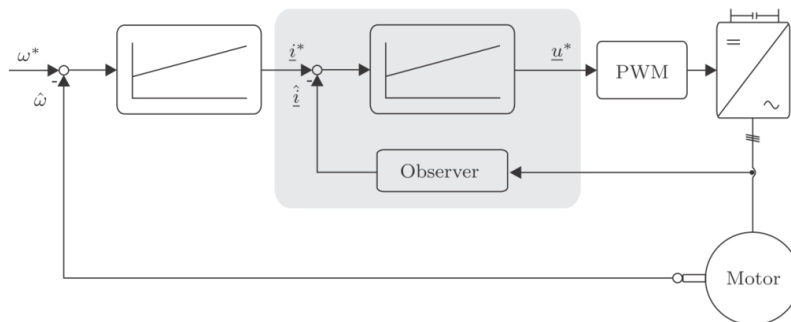 ω*
-
ω̂
i*
-
î
u*
PWM
=
~
Observer
Motor